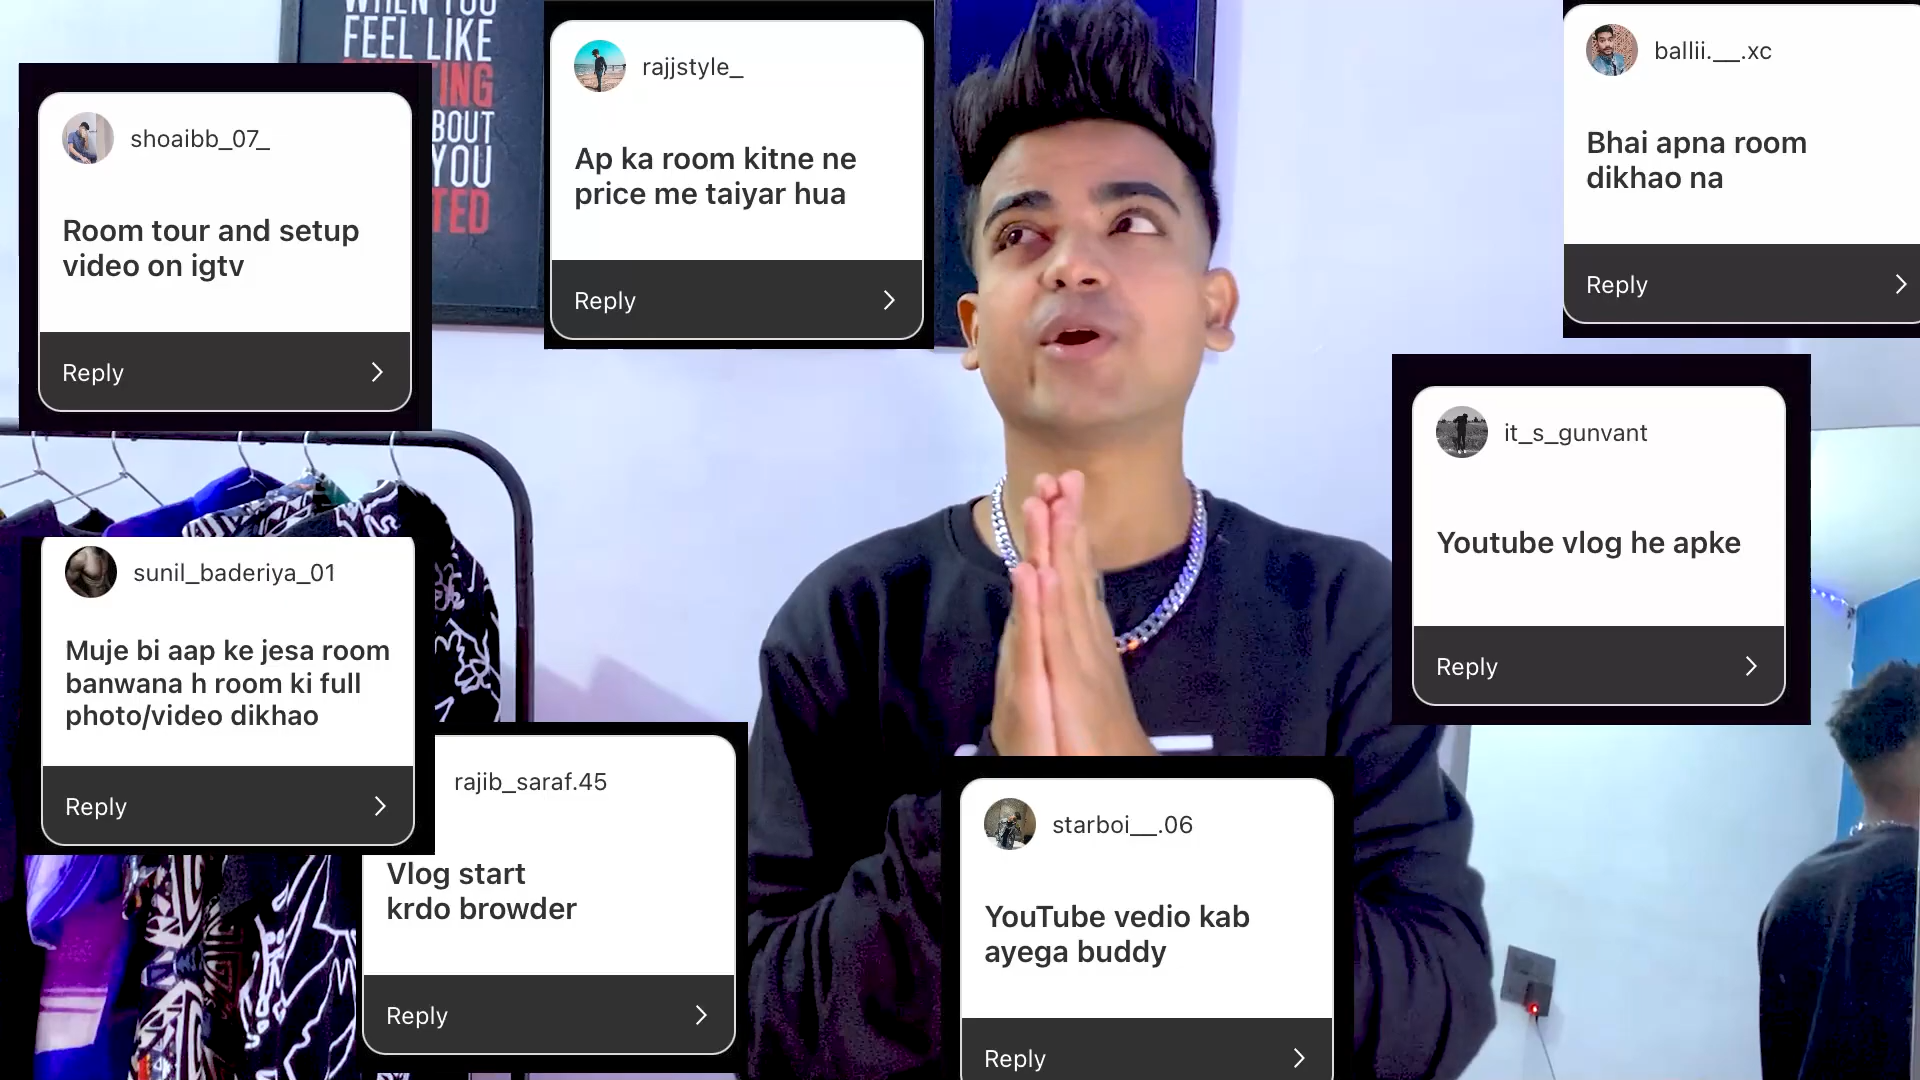 WHEN YOU
FEEL LIKE
ING
BOUT
YOU
TED
shoaibb_07_
Room tour and setup
video on igtv
Reply
rajjstyle_
Ap ka room kitne ne
price me taiyar hua
Reply
ballii.__.xc
Bhai apna room
dikhao na
Reply
it_s_gunvant
Youtube vlog he apke
Reply
sunil_baderiya_01
Muje bi aap ke jesa room
banwana h room ki full
photo/video dikhao
Reply
rajib_saraf.45
Vlog start
krdo browder
Reply
starboi__.06
YouTube vedio kab
ayega buddy
Reply